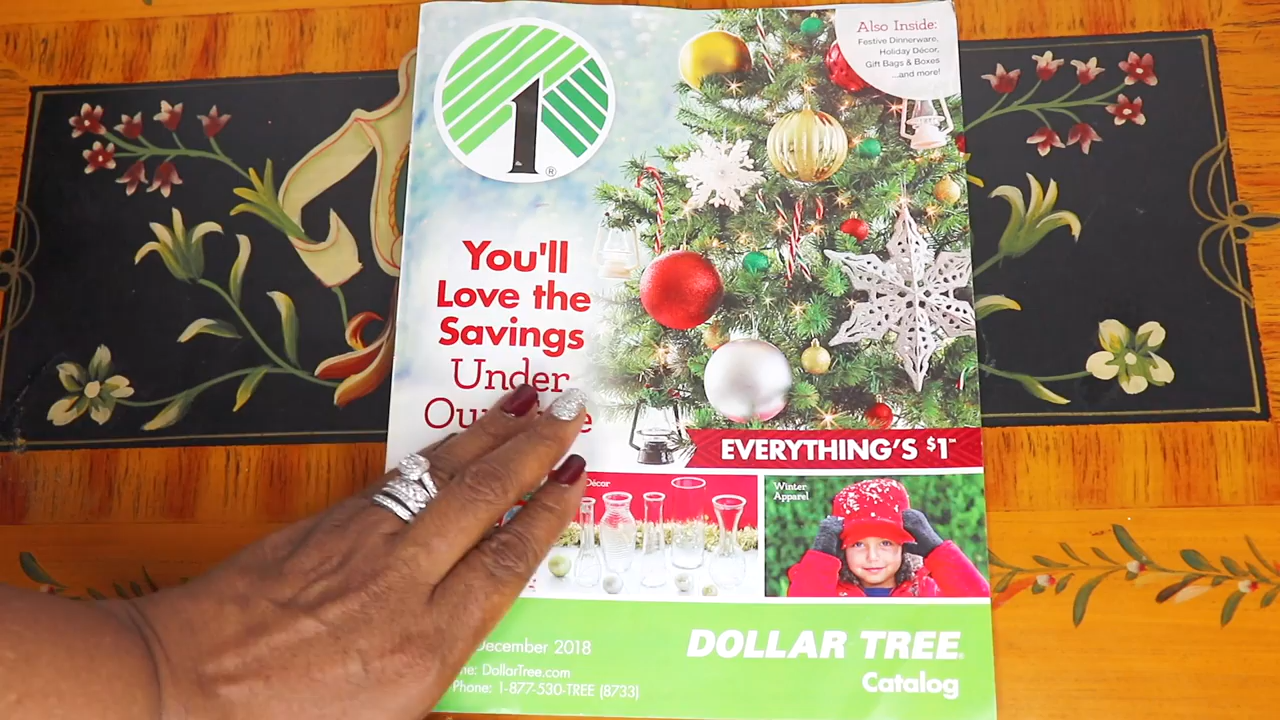 Also Inside:
Festive Dinnerware,
Holiday Décor,
Gift Bags & Boxes
...and more!
1®
You'll
Love the
Savings
Under
EVERYTHING'S $1™
Décor
Winter
Apparel
December 2018
DollarTree.com
Phone: 1-877-530-TREE (8733)
DOLLAR TREE®
Catalog